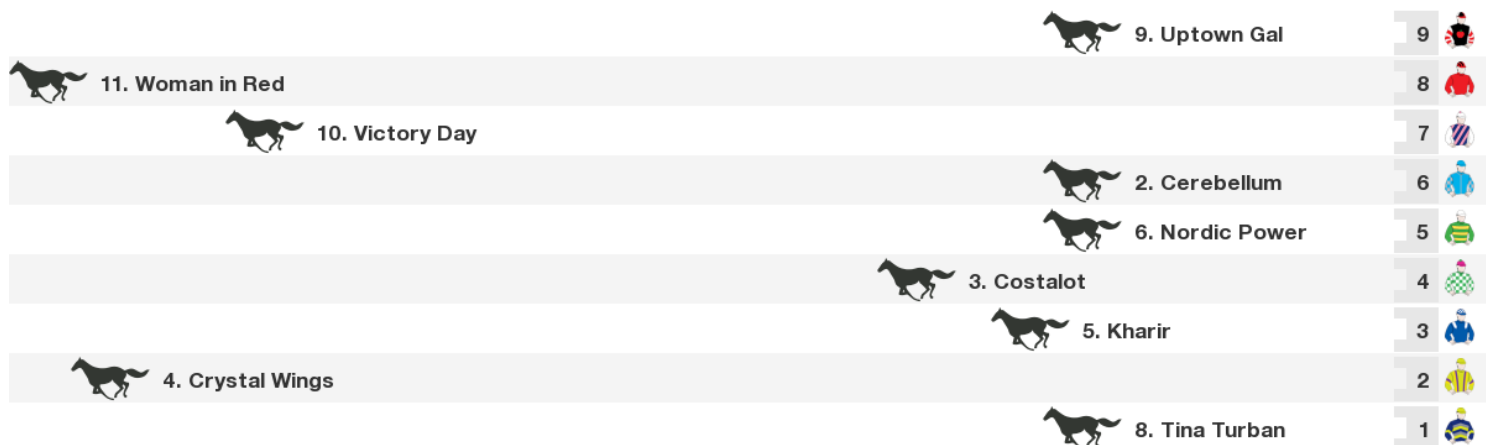 9. Uptown Gal 9
11. Woman in Red 8
10. Victory Day 7
2. Cerebellum 6
6. Nordic Power 5
3. Costalot 4
5. Kharir 3
4. Crystal Wings 2
8. Tina Turban 1